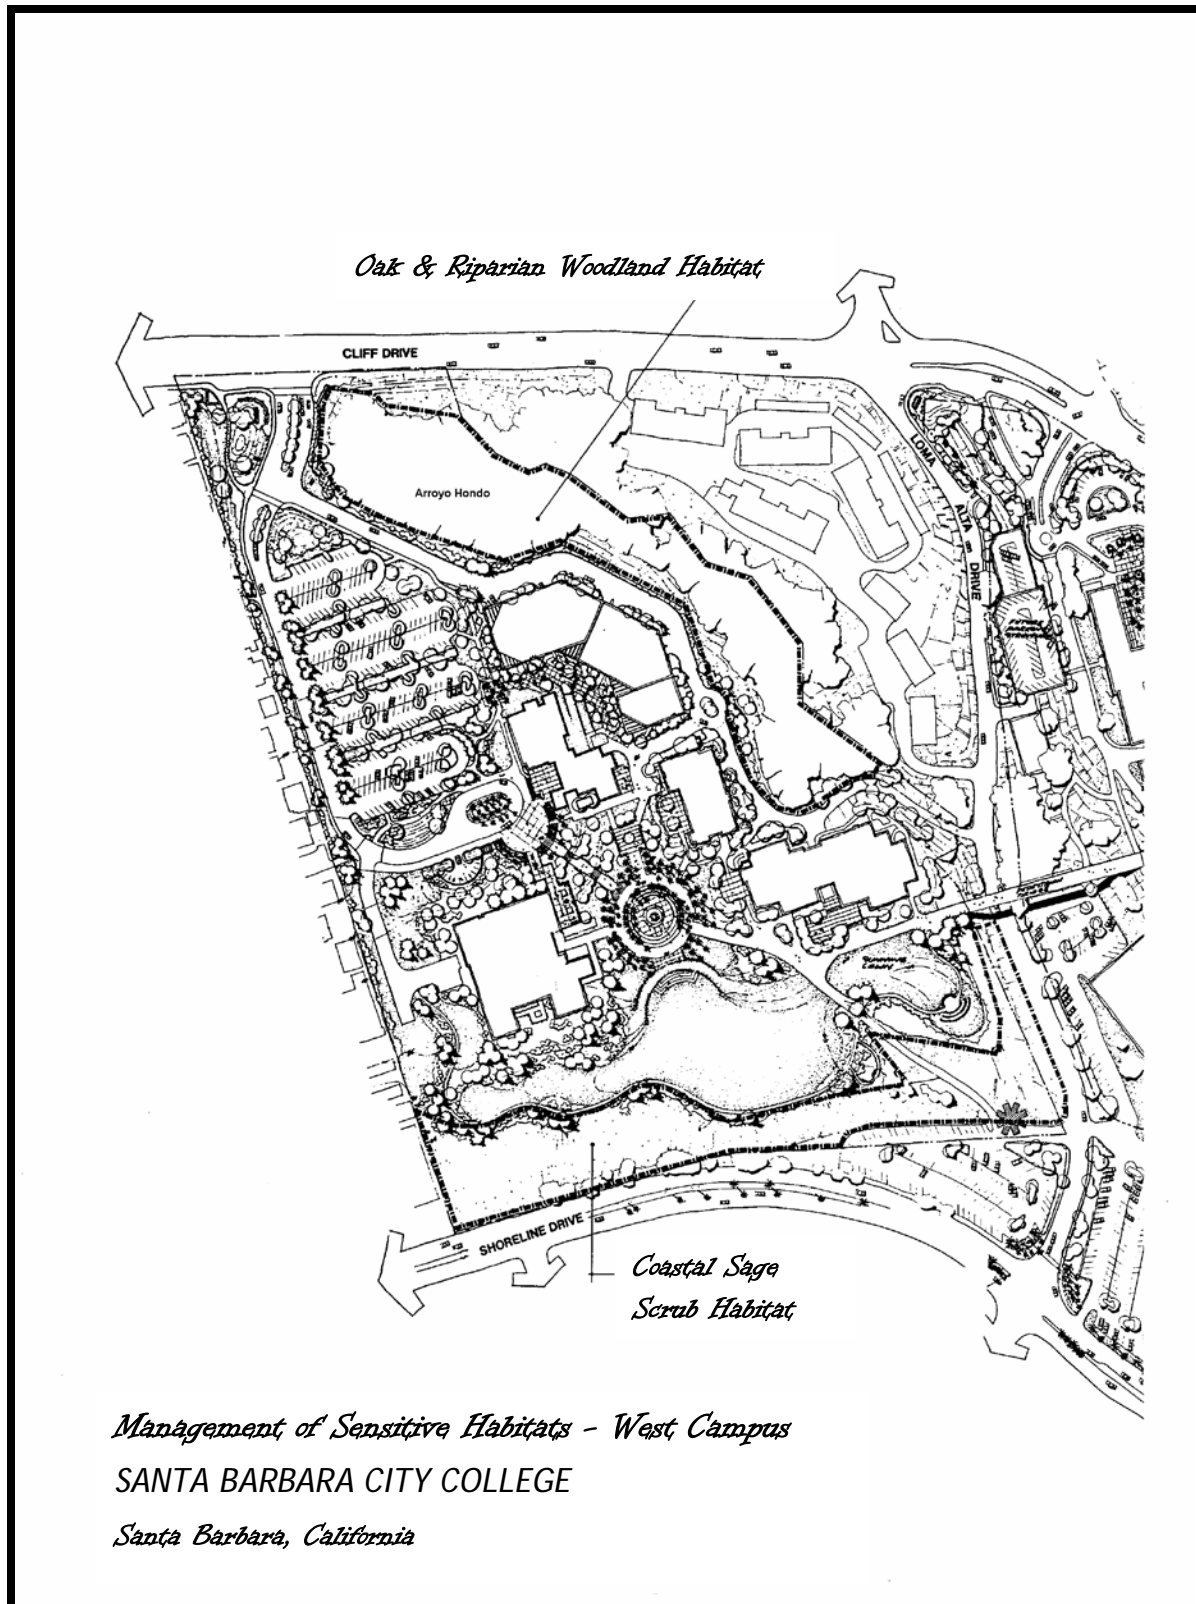 Oak & Riparian Woodland Habitat
CLIFF DRIVE
LOMA ALTA DRIVE
Arroyo Hondo
SHORELINE DRIVE
Coastal Sage
Scrub Habitat
Management of Sensitive Habitats - West Campus
SANTA BARBARA CITY COLLEGE
Santa Barbara, California